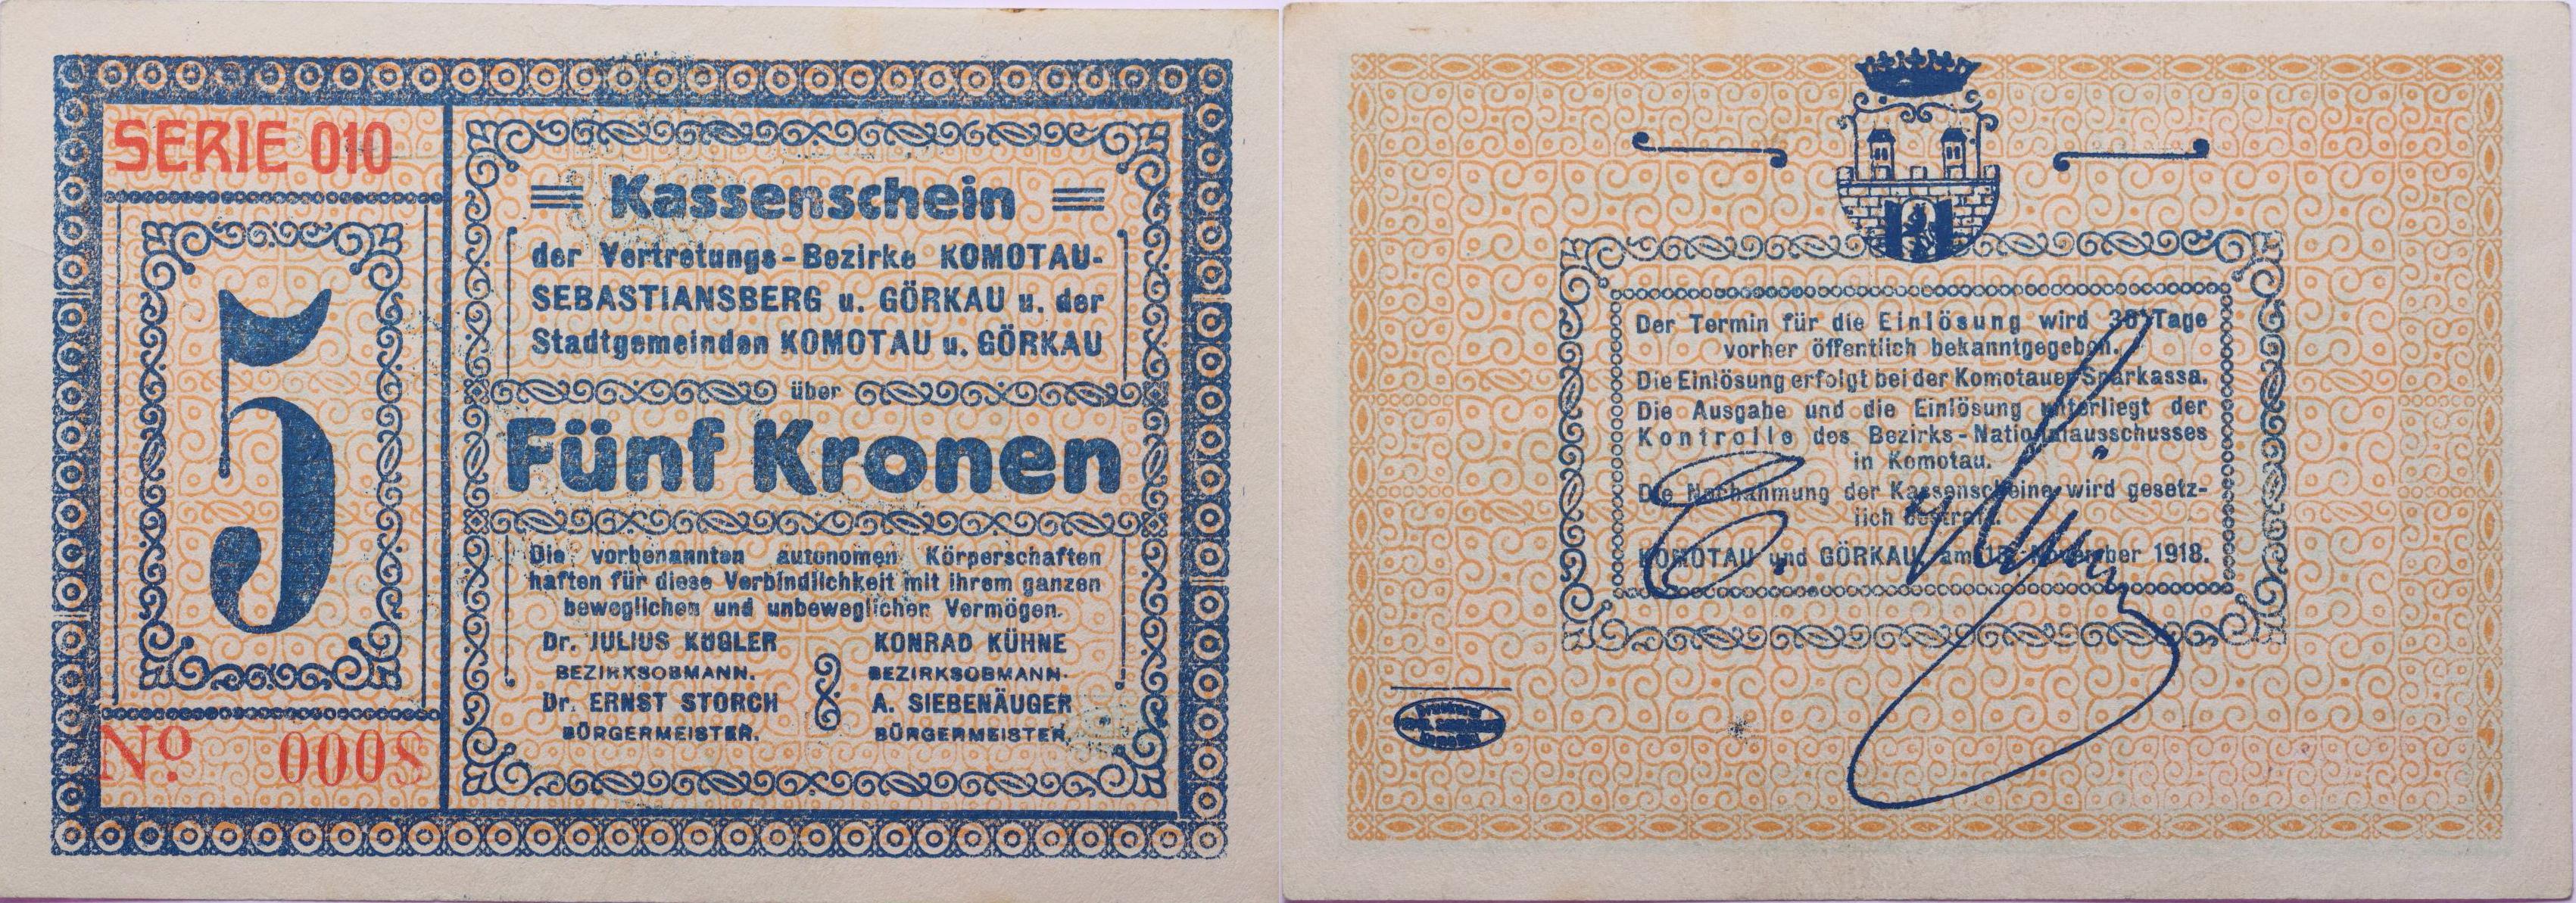 SERIE 010
5
No 0008
Kassenschein
der Vertretungs-Bezirke KOMOTAU-
SEBASTIANSBERG u. GÖRKAU u. der
Stadtgemeinden KOMOTAU u. GÖRKAU
über
Fünf Kronen
Die vorbenannten autonomen Körperschaften
haften für diese Verbindlichkeit mit ihrem ganzen
beweglichen und unbeweglichen Vermögen.
Dr. JULIUS KUGLER
BEZIRKSOBMANN.
Dr. ERNST STORCH
BÜRGERMEISTER.
KONRAD KÜHNE
BEZIRKSOBMANN.
A. SIEBENÄUGER
BÜRGERMEISTER.
Der Termin für die Einlösung wird 30 Tage
vorher öffentlich bekanntgegeben.
Die Einlösung erfolgt bei der Komotauer Sparkassa.
Die Ausgabe und die Einlösung unterliegt der
Kontrolle des Bezirks-Nationalausschusses
in Komotau.
Die Nachahmung der Kassenscheine wird gesetz-
lich bestraft.
KOMOTAU und GÖRKAU, am 15. November 1918.